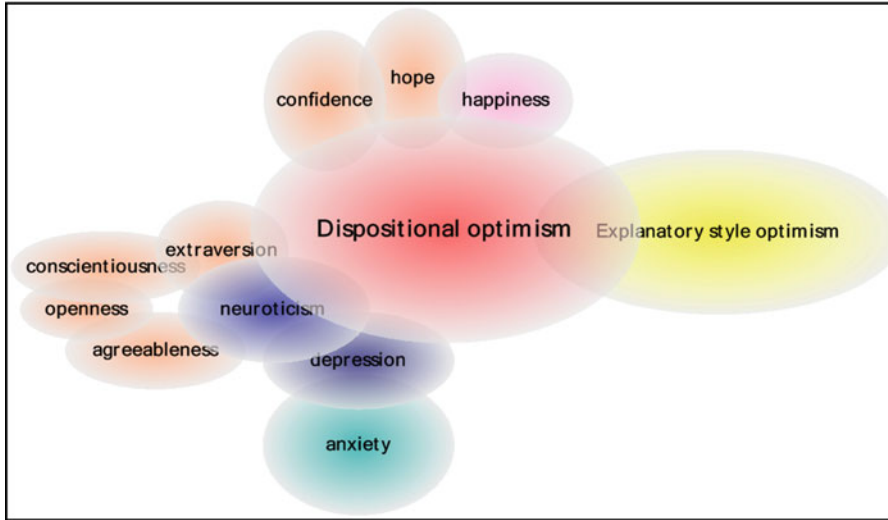 hope
confidence
happiness
Dispositional optimism
Explanatory style optimism
extraversion
conscientiousness
openness
neuroticism
agreeableness
depression
anxiety